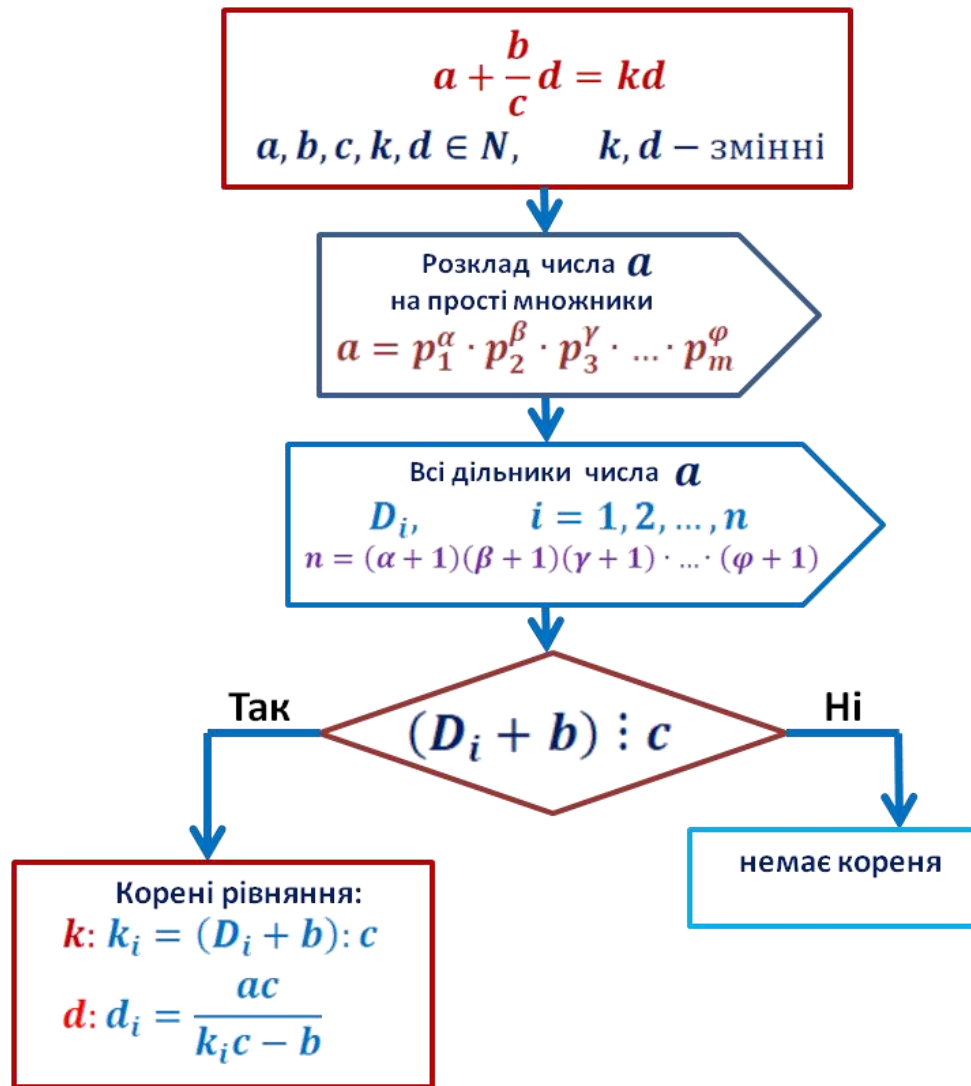 a + b/c d = kd
a, b, c, k, d ∈ N, k, d − змінні
Розклад числа a
на прості множники
a = p₁^α · p₂^β · p₃^γ · … · pₘ^φ
Всі дільники числа a
Dᵢ, i = 1, 2, …, n
n = (α + 1)(β + 1)(γ + 1) · … · (φ + 1)
Так
Ні
(Dᵢ + b) ⋮ c
немає кореня
Корені рівняння:
k: kᵢ = (Dᵢ + b): c
d: dᵢ = ac/(kᵢc − b)